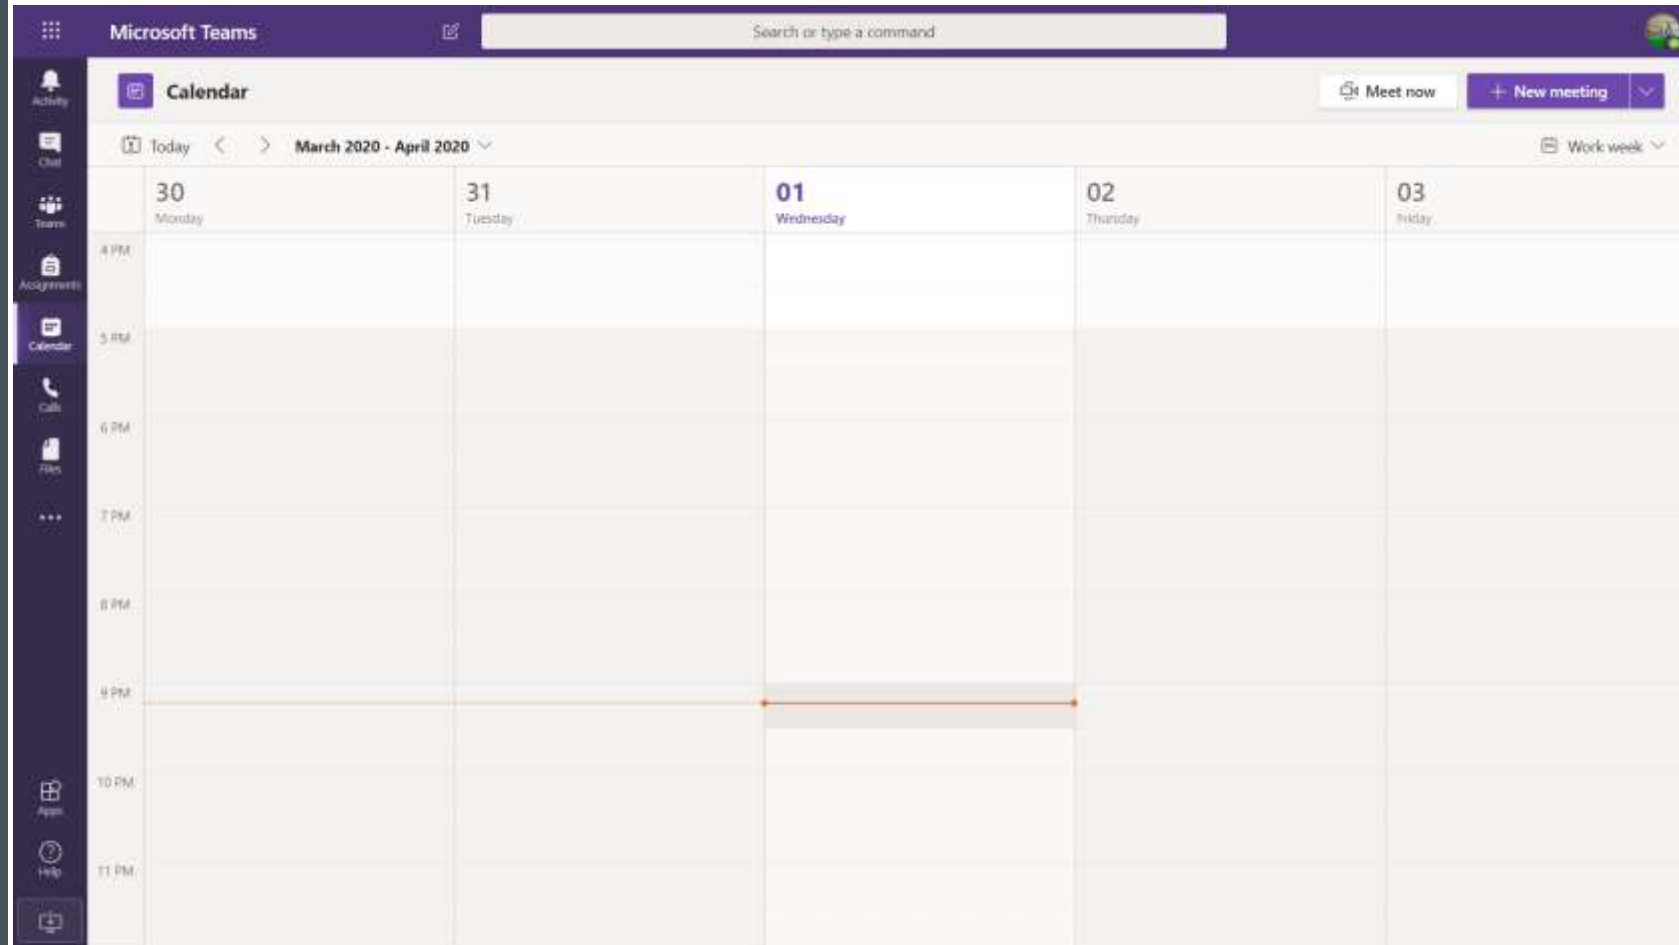 Microsoft Teams
Search or type a command
Activity
Chat
Teams
Assignments
Calendar
Calls
Files
Apps
Help
Calendar
Meet now
New meeting
Today
March 2020 - April 2020
Work week
30
Monday
31
Tuesday
01
Wednesday
02
Thursday
03
Friday
4 PM
5 PM
6 PM
7 PM
8 PM
9 PM
10 PM
11 PM